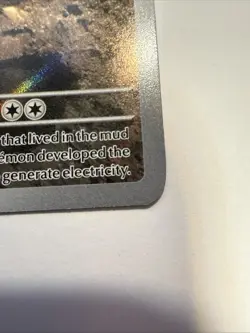 that lived in the mud
émon developed the
generate electricity.